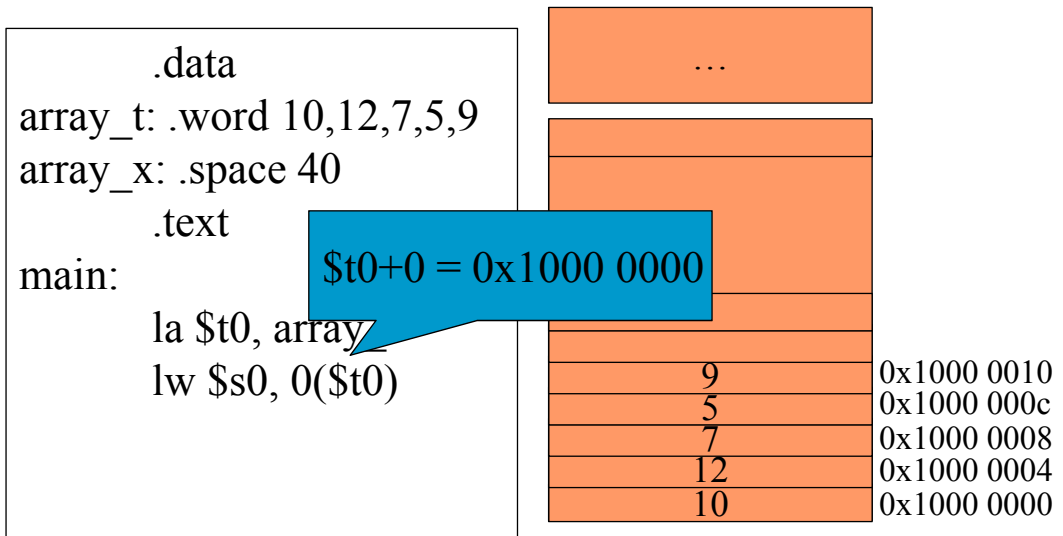 .data
array_t: .word 10,12,7,5,9
array_x: .space 40
.text
main:
la $t0, array_
lw $s0, 0($t0)
$t0+0 = 0x1000 0000
…
9 0x1000 0010
5 0x1000 000c
7 0x1000 0008
12 0x1000 0004
10 0x1000 0000